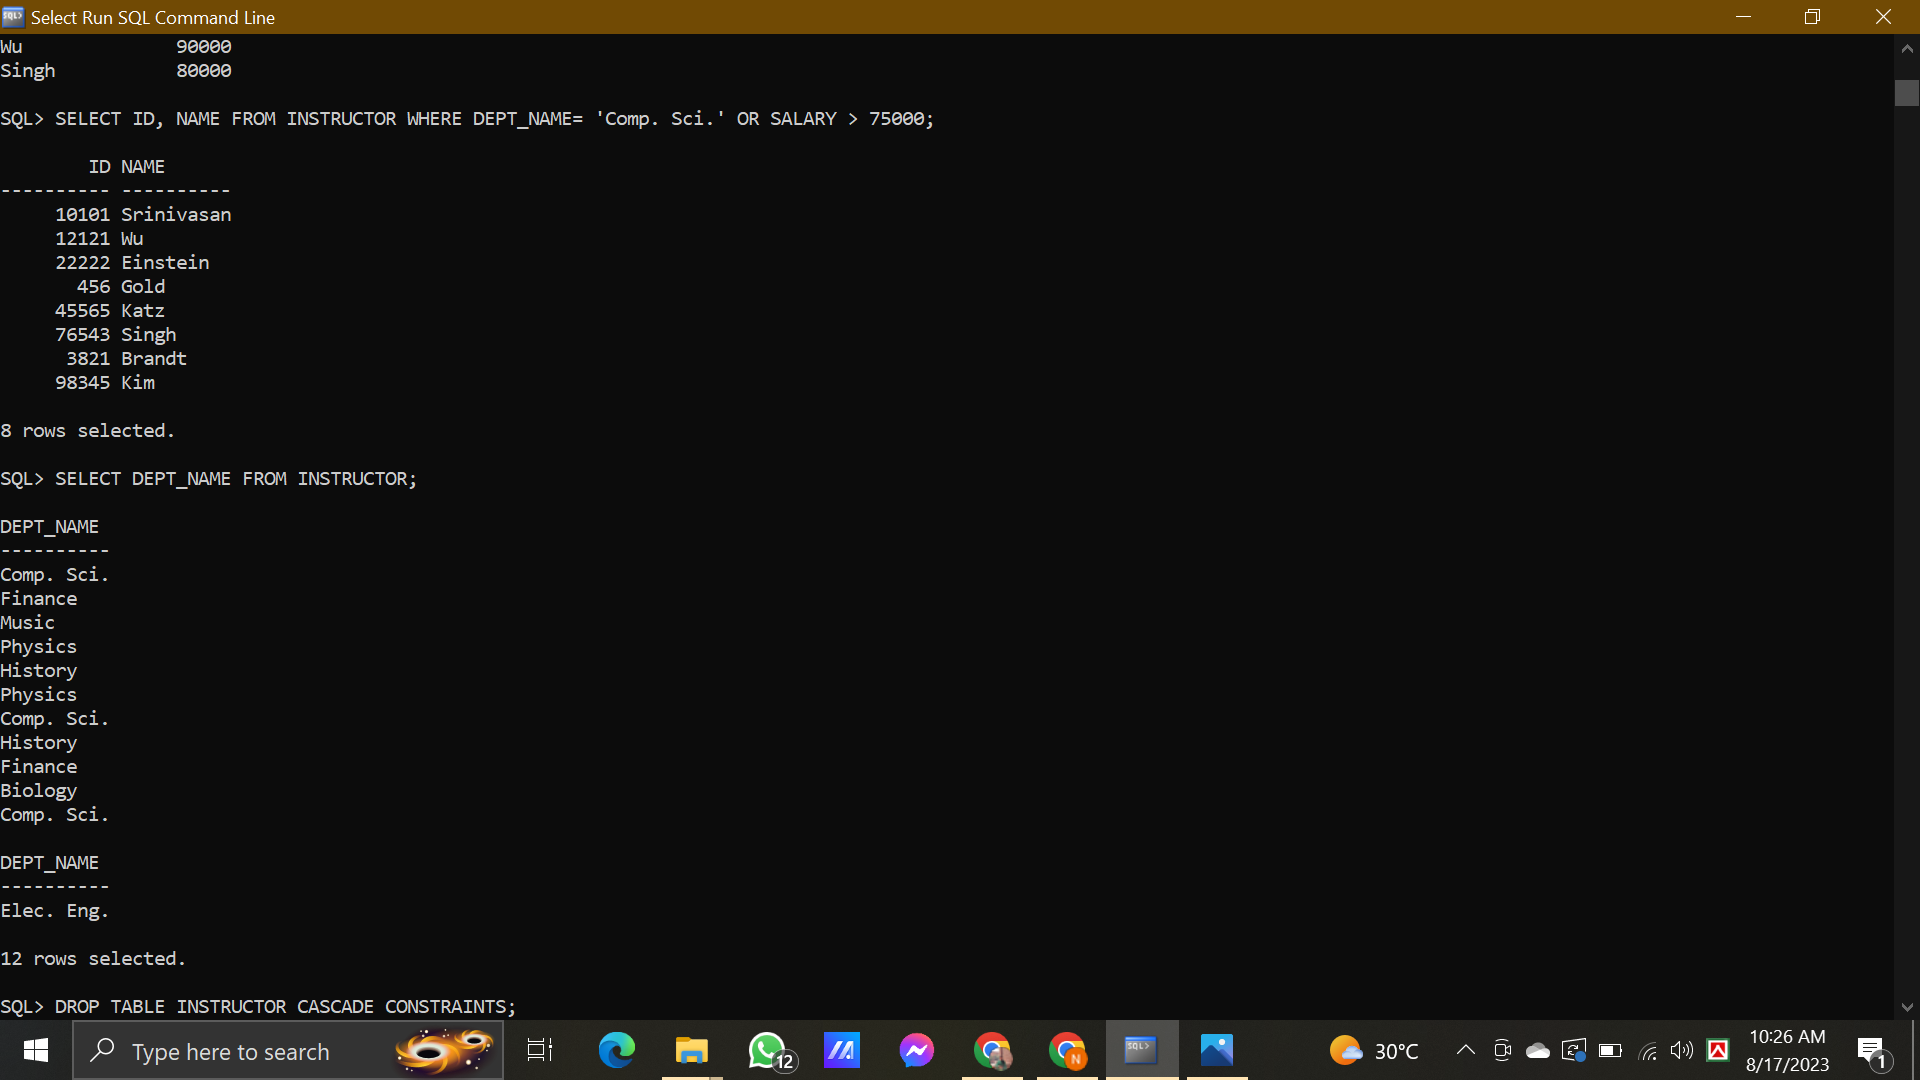 Select Run SQL Command Line
Wu              90000
Singh           80000
SQL> SELECT ID, NAME FROM INSTRUCTOR WHERE DEPT_NAME= 'Comp. Sci.' OR SALARY > 75000;
        ID NAME
---------- ----------
     10101 Srinivasan
     12121 Wu
     22222 Einstein
       456 Gold
     45565 Katz
     76543 Singh
      3821 Brandt
     98345 Kim
8 rows selected.
SQL> SELECT DEPT_NAME FROM INSTRUCTOR;
DEPT_NAME
----------
Comp. Sci.
Finance
Music
Physics
History
Physics
Comp. Sci.
History
Finance
Biology
Comp. Sci.
DEPT_NAME
----------
Elec. Eng.
12 rows selected.
SQL> DROP TABLE INSTRUCTOR CASCADE CONSTRAINTS;
Type here to search
12
N
SQL>
30°C
10:26 AM
8/17/2023
1